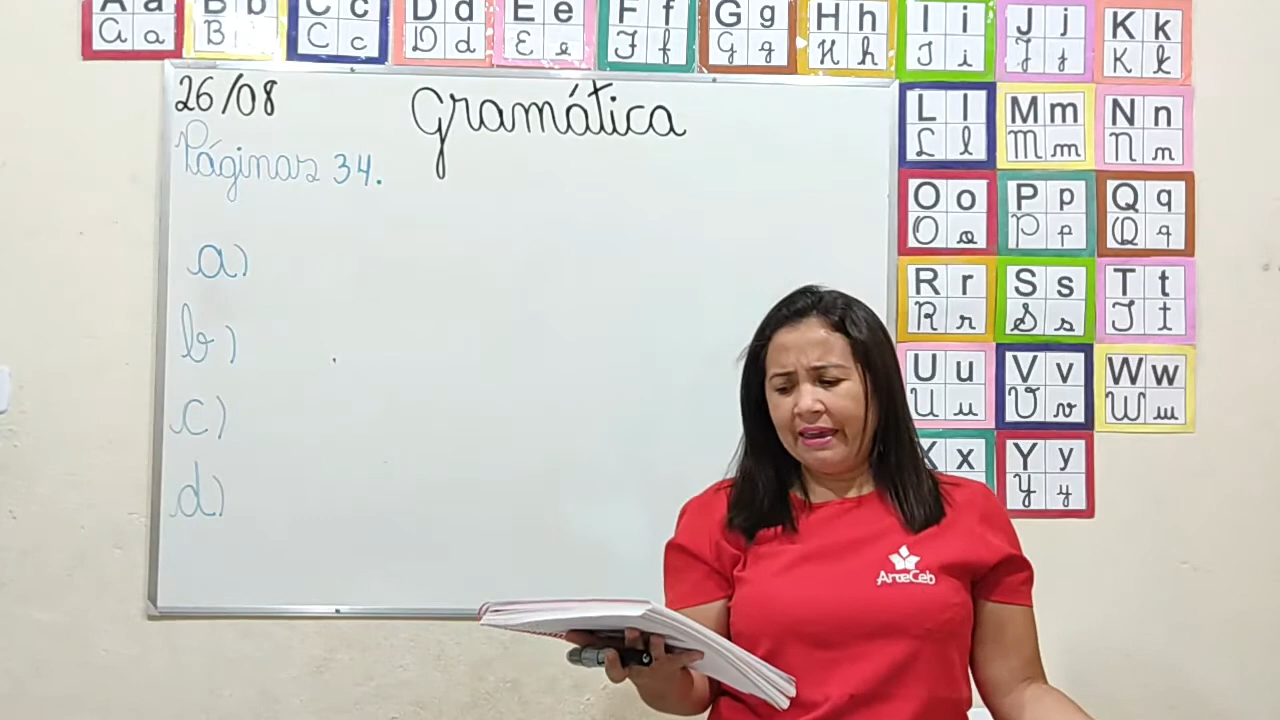 A a B b C c D d E e F f G g H h I i J j K k
A a B b C c D d E e F f G g H h I i J j K k
26/08 Gramática
Páginas 34.
L l M m N n
L l M m N n
O o P p Q q
O o P p Q q
a)
R r S s T t
R r S s T t
b)
U u V v W w
U u V v W w
c)
X x Y y
Y y
d)
ArteCeb